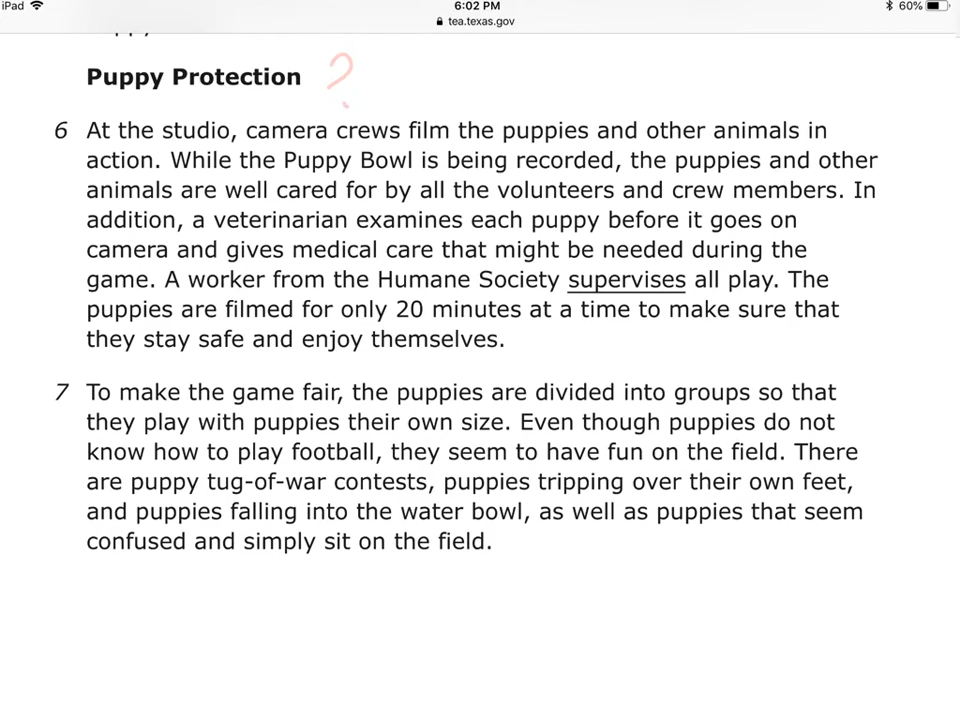 iPad 6:02 PM 60%
tea.texas.gov
Puppy Protection ?
6 At the studio, camera crews film the puppies and other animals in
action. While the Puppy Bowl is being recorded, the puppies and other
animals are well cared for by all the volunteers and crew members. In
addition, a veterinarian examines each puppy before it goes on
camera and gives medical care that might be needed during the
game. A worker from the Humane Society supervises all play. The
puppies are filmed for only 20 minutes at a time to make sure that
they stay safe and enjoy themselves.
7 To make the game fair, the puppies are divided into groups so that
they play with puppies their own size. Even though puppies do not
know how to play football, they seem to have fun on the field. There
are puppy tug-of-war contests, puppies tripping over their own feet,
and puppies falling into the water bowl, as well as puppies that seem
confused and simply sit on the field.